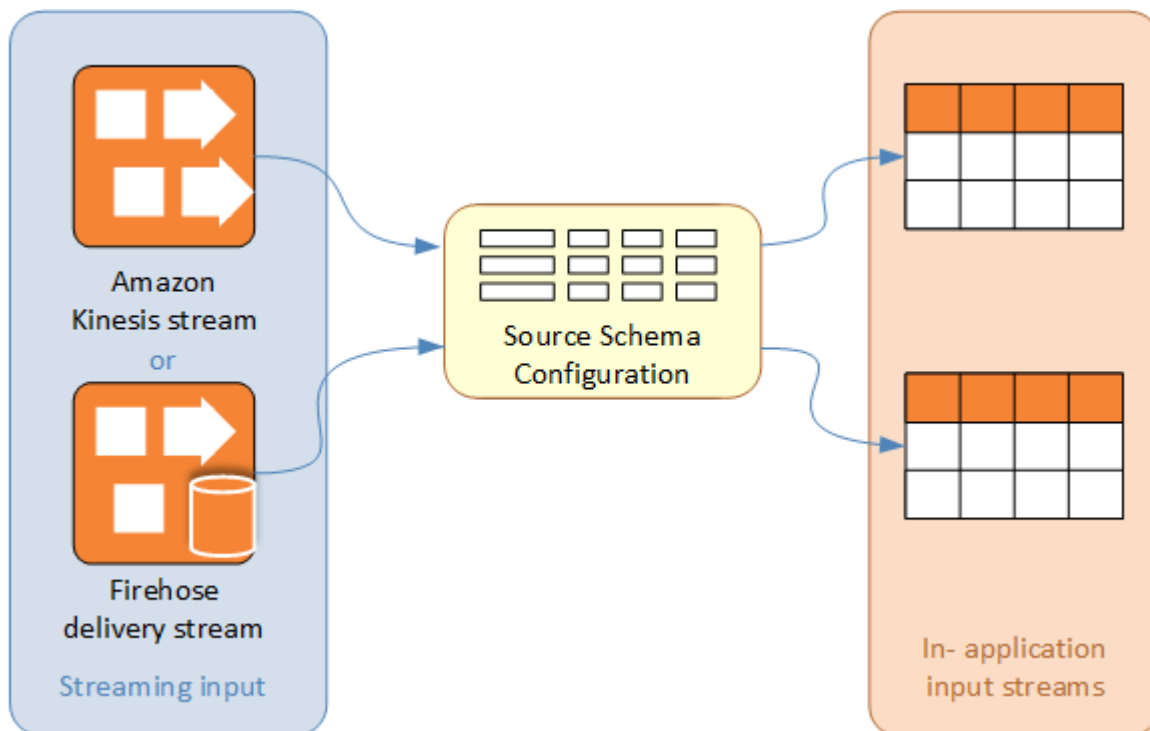 Amazon
Kinesis stream
or
Firehose
delivery stream
Streaming input
Source Schema
Configuration
In- application
input streams